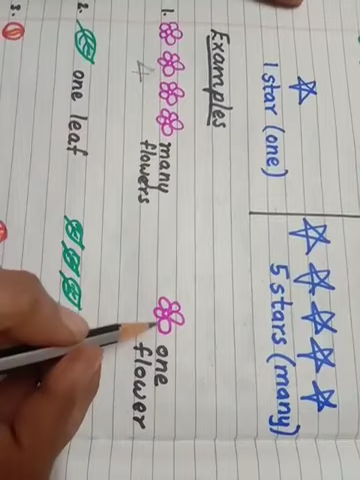 1 star (one)
5 stars (many)
Examples
1.
many
flowers
4
one
flower
2.
one leaf
3.